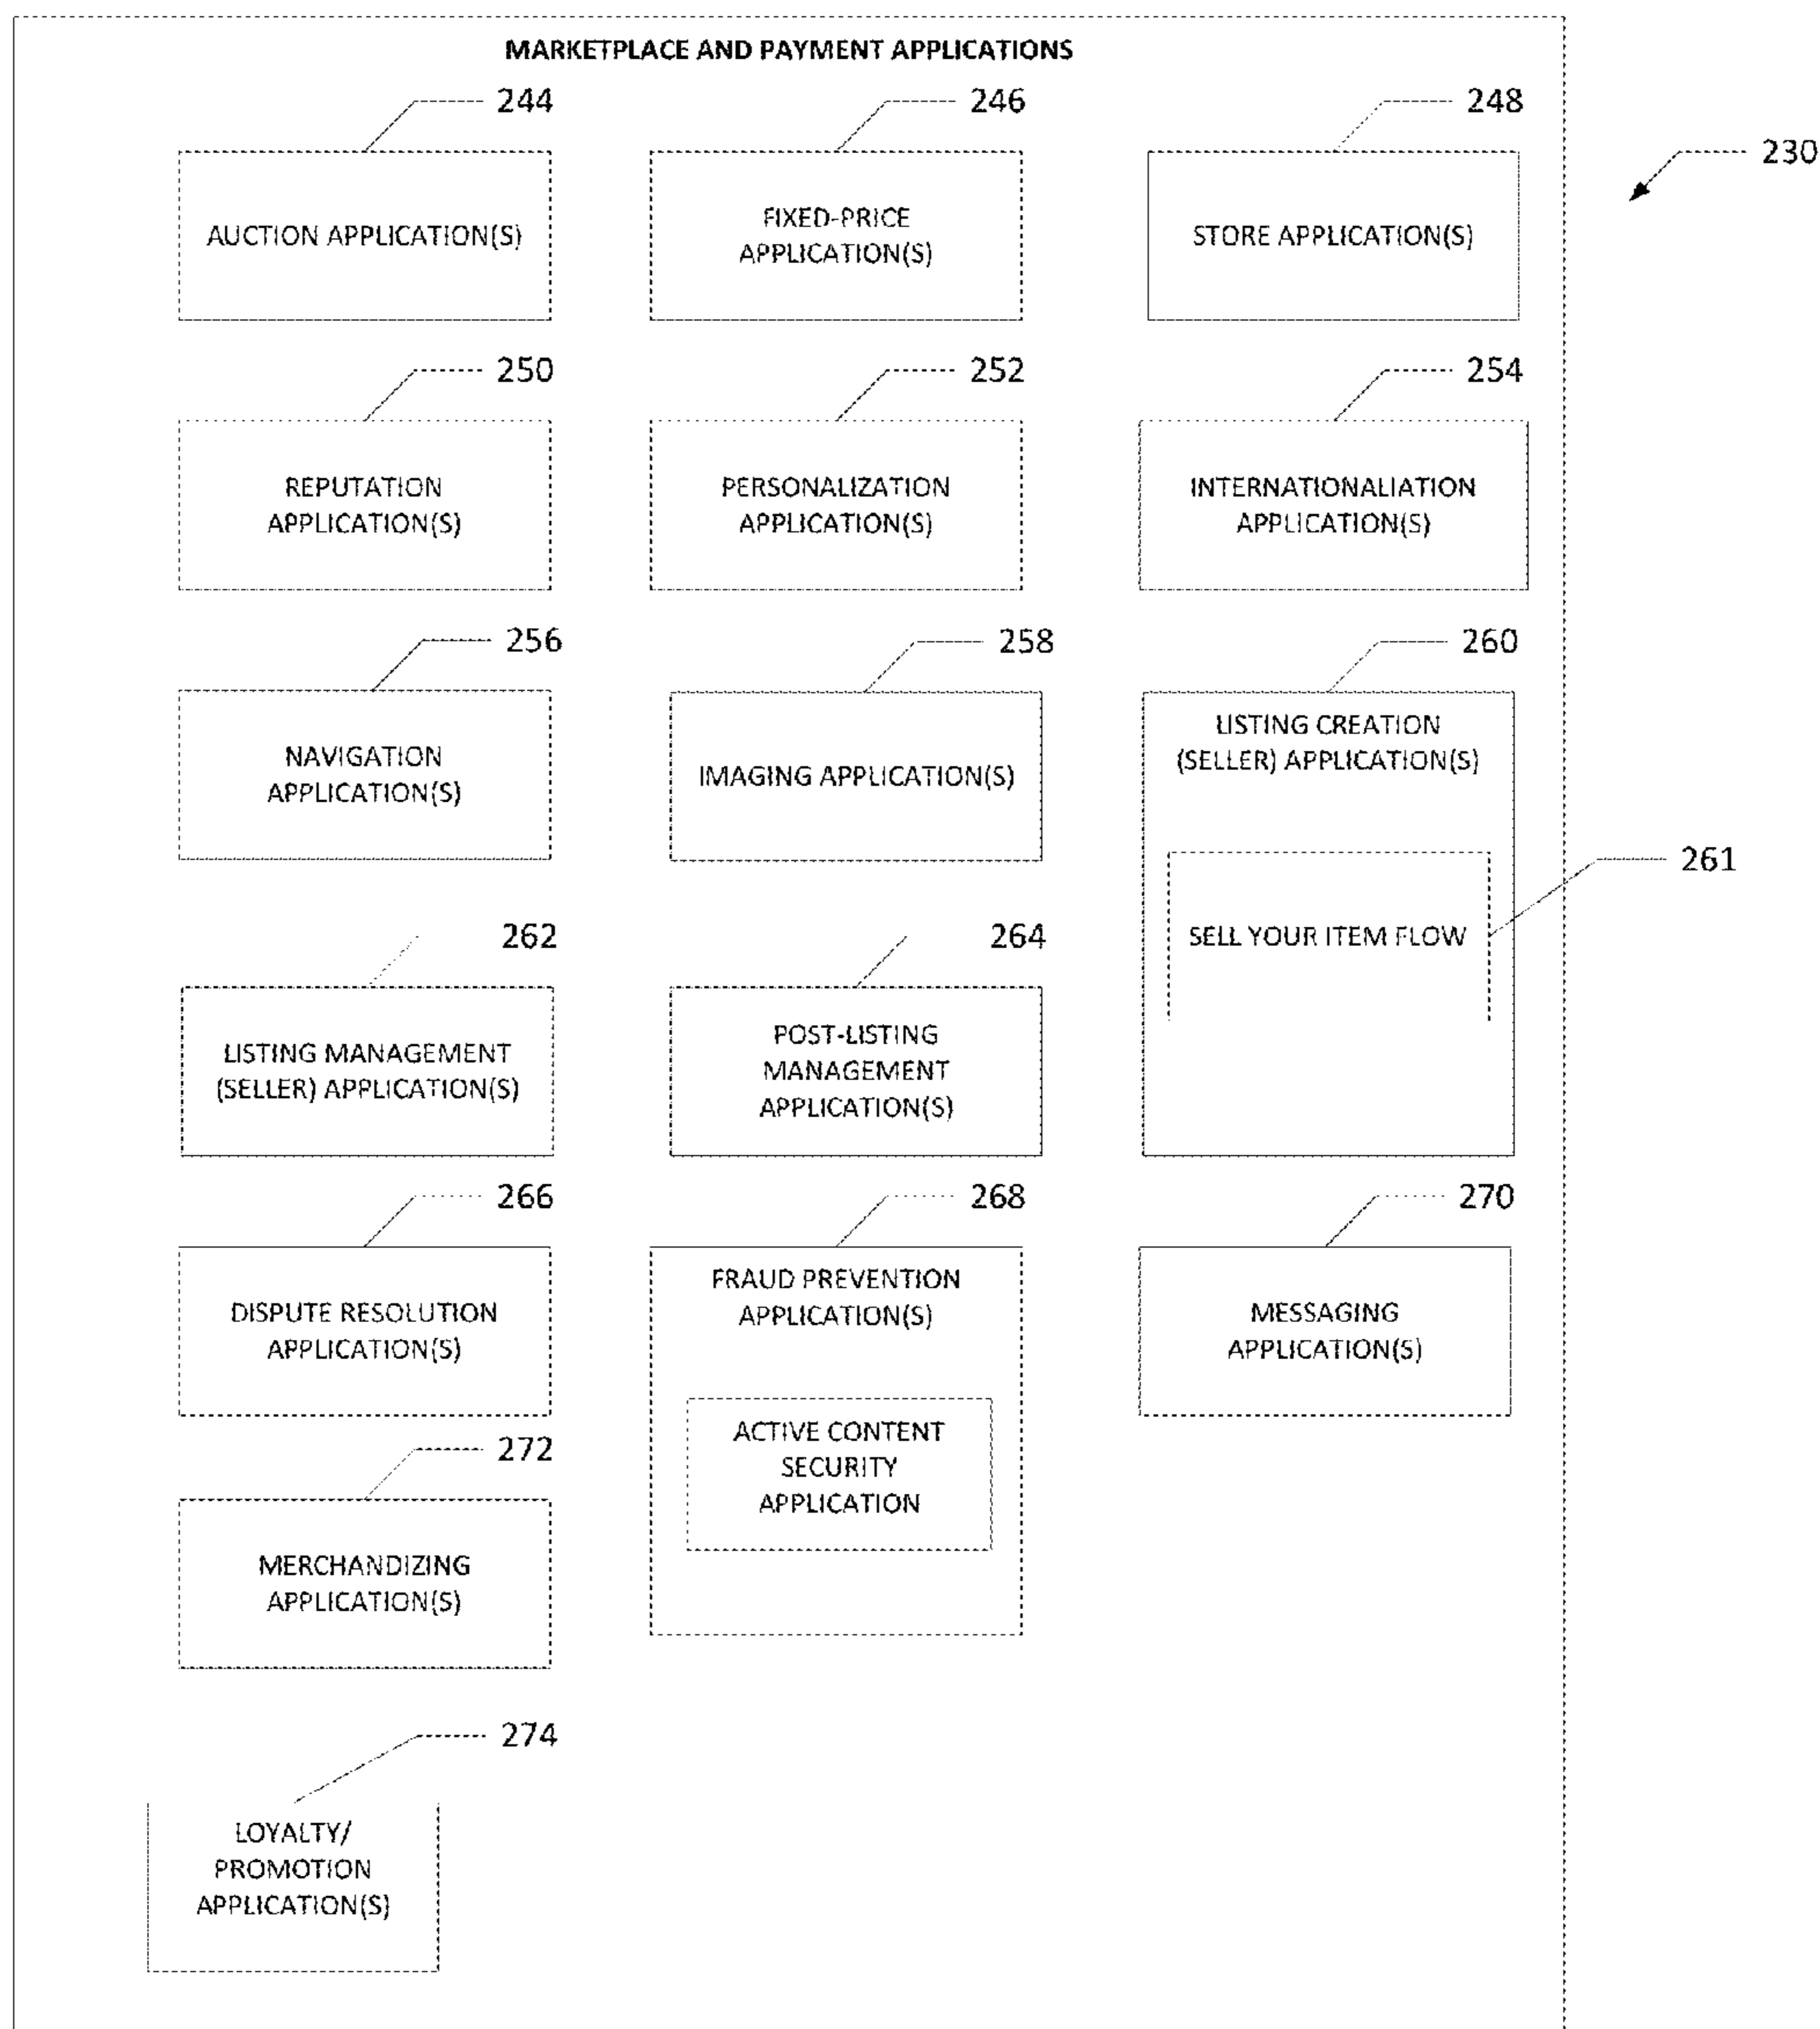 MARKETPLACE AND PAYMENT APPLICATIONS
244
246
248
230
AUCTION APPLICATION(S)
FIXED-PRICE
APPLICATION(S)
STORE APPLICATION(S)
250
252
254
REPUTATION
APPLICATION(S)
PERSONALIZATION
APPLICATION(S)
INTERNATIONALIATION
APPLICATION(S)
256
258
260
NAVIGATION
APPLICATION(S)
IMAGING APPLICATION(S)
LISTING CREATION
(SELLER) APPLICATION(S)
261
SELL YOUR ITEM FLOW
262
264
LISTING MANAGEMENT
(SELLER) APPLICATION(S)
POST-LISTING
MANAGEMENT
APPLICATION(S)
266
268
270
DISPUTE RESOLUTION
APPLICATION(S)
FRAUD PREVENTION
APPLICATION(S)
ACTIVE CONTENT
SECURITY
APPLICATION
MESSAGING
APPLICATION(S)
272
MERCHANDIZING
APPLICATION(S)
274
LOYALTY/
PROMOTION
APPLICATION(S)